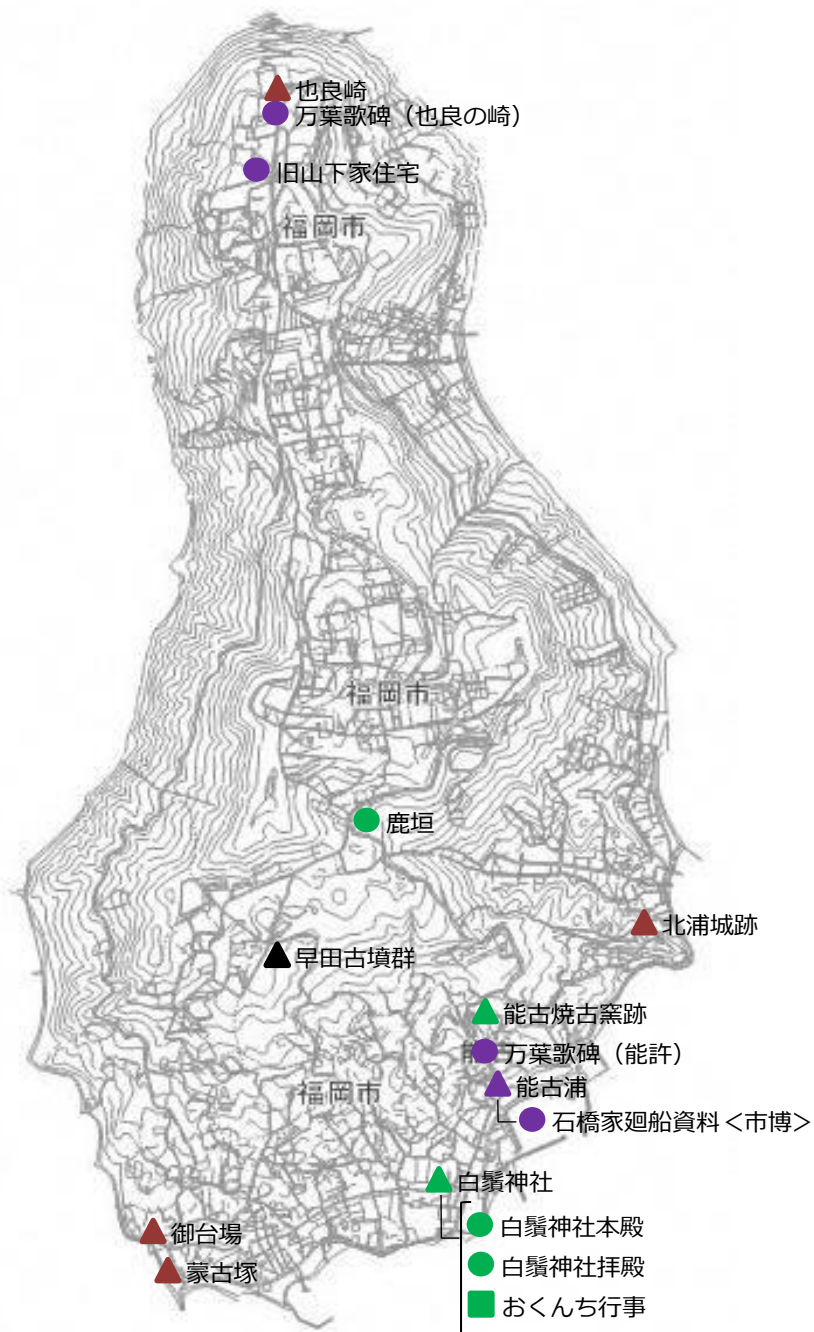 也良崎
万葉歌碑（也良の崎）
旧山下家住宅
福岡市
福岡市
鹿垣
北浦城跡
早田古墳群
能古焼古窯跡
万葉歌碑（能許）
能古浦
福岡市
石橋家廻船資料＜市博＞
白鬚神社
白鬚神社本殿
御台場
白鬚神社拝殿
蒙古塚
おくんち行事